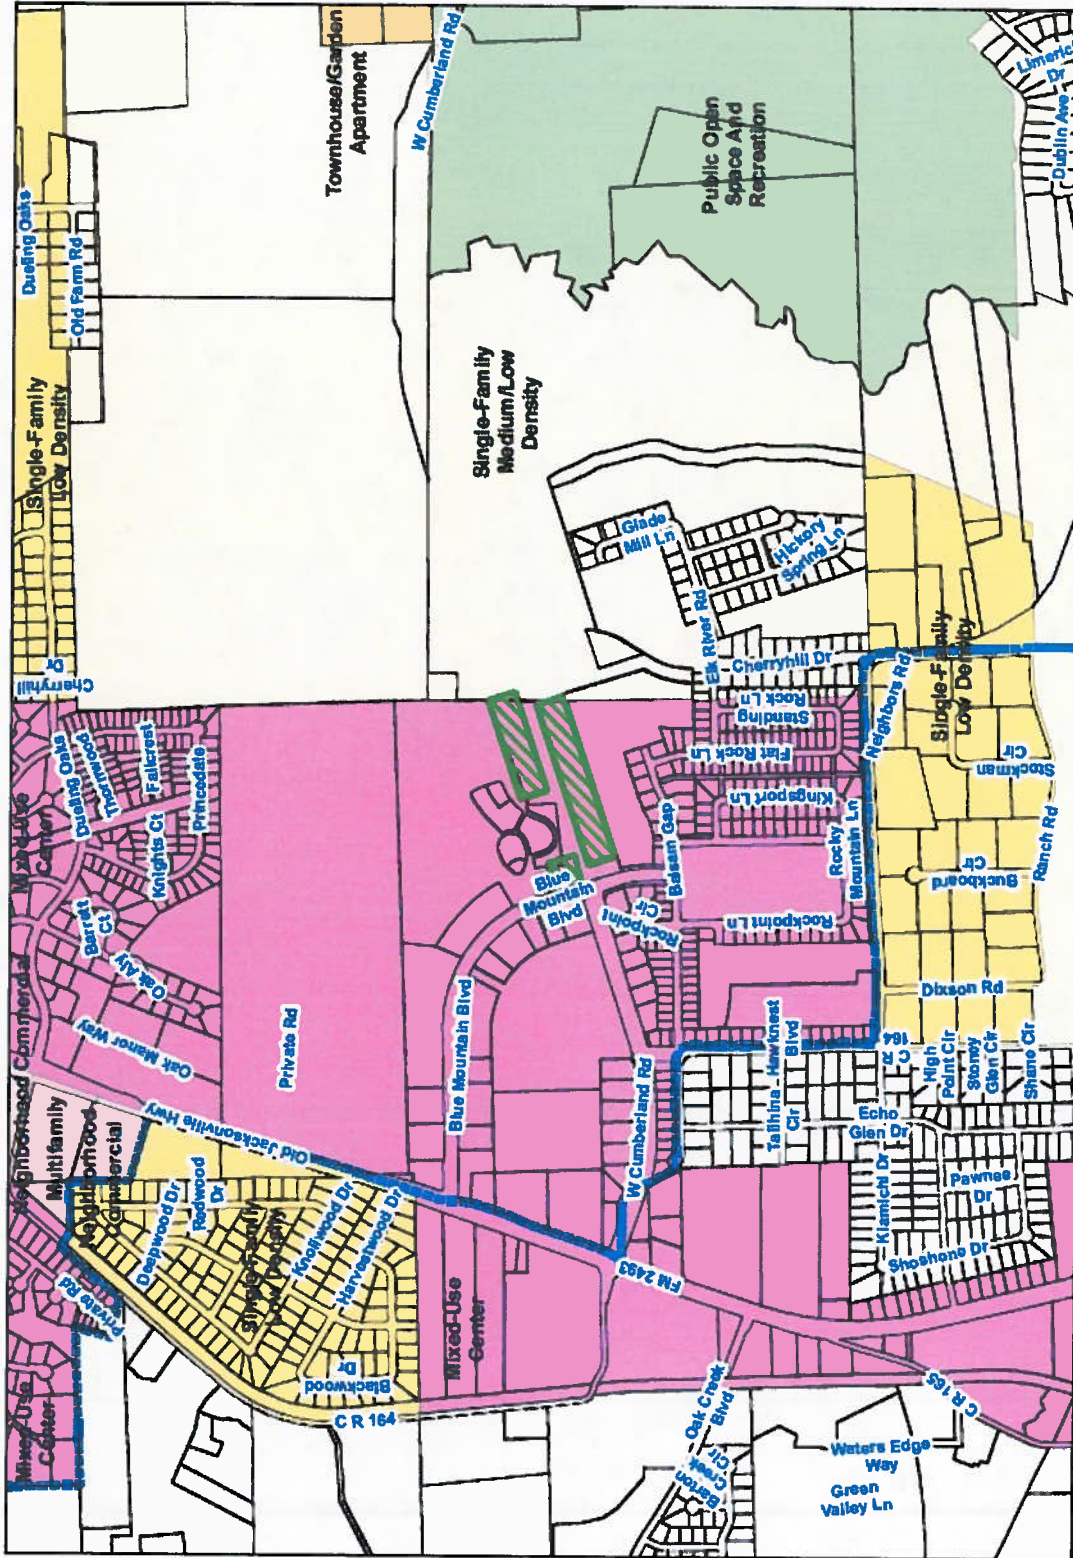 Townhouse/Garden
Apartment
W Cumberland Rd
Limeric
Dr
Dublin Ave
Public Open
Space And
Recreation
Dueling Oaks
Old Farm Rd
Single-Family
Low Density
Single-Family
Medium/Low
Density
Glade
Mill Ln
Hickory
Spring Ln
Elk River Rd
Cherryhill Dr
Cherryhill
Dr
Standing
Rock Ln
Flat Rock Ln
Kingsport Ln
Rocky
Mountain Ln
Neighbors Rd
Single-Family
Low Density
Stockman
Cir
Buckboard
Cir
Ranch Rd
Dixson Rd
Mixed-Use
Center
Dueling Oaks
Thornwood
Fallcrest
Princedale
Knights Ct
Barrett
Ct
Oak Aly
Oak Manor Way
Balsam Gap
Blue
Mountain
Blvd
Rockpoint
Cir
Rockpoint Ln
Blue Mountain Blvd
Private Rd
Old Jacksonville Hwy
W Cumberland Rd
Talihina - Harknest
Cir Blvd
C R
164
High
Point Cir
Stoney
Glen Cir
Shane Cir
Echo
Glen Dr
Kiamichi Dr
Pawnee
Dr
Shoshone Dr
Neighborhood Commercial
Multifamily
Neighborhood
Commercial
Redwood
Dr
Deepwood Dr
Single-Family
Low Density
Knollwood Dr
Harvestwood Dr
Blackwood
Dr
C R 164
Private Rd
Mixed-Use
Center
Mixed-Use
Center
FM 2493
Oak Creek
Blvd
Barton
Creek
Cir
C R 165
Waters Edge
Way
Green
Valley Ln